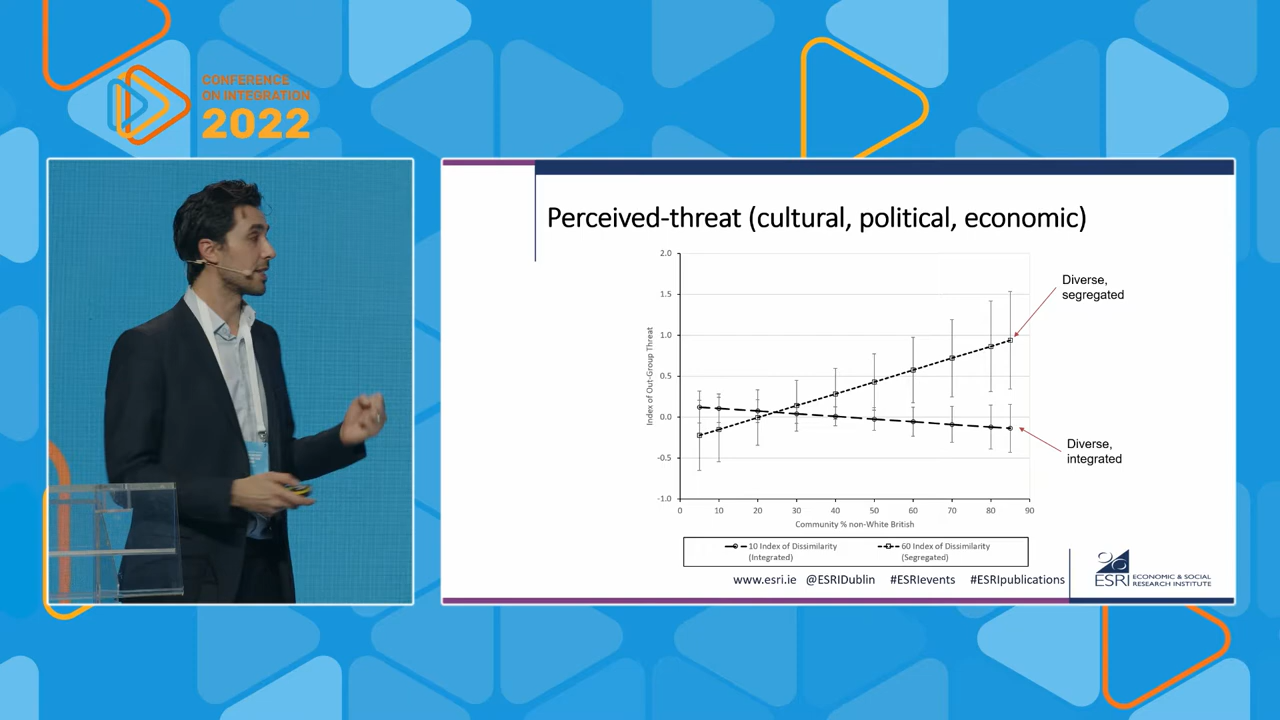 CONFERENCE
ON INTEGRATION
2022
Perceived-threat (cultural, political, economic)
Index of Out-Group Threat
2.0
1.5
1.0
0.5
0.0
-0.5
-1.0
0 10 20 30 40 50 60 70 80 90
Community % non-White British
Diverse,
segregated
Diverse,
integrated
10 Index of Dissimilarity
(Integrated)
60 Index of Dissimilarity
(Segregated)
www.esri.ie @ESRIDublin #ESRIevents #ESRIpublications
ESRI
ECONOMIC & SOCIAL
RESEARCH INSTITUTE